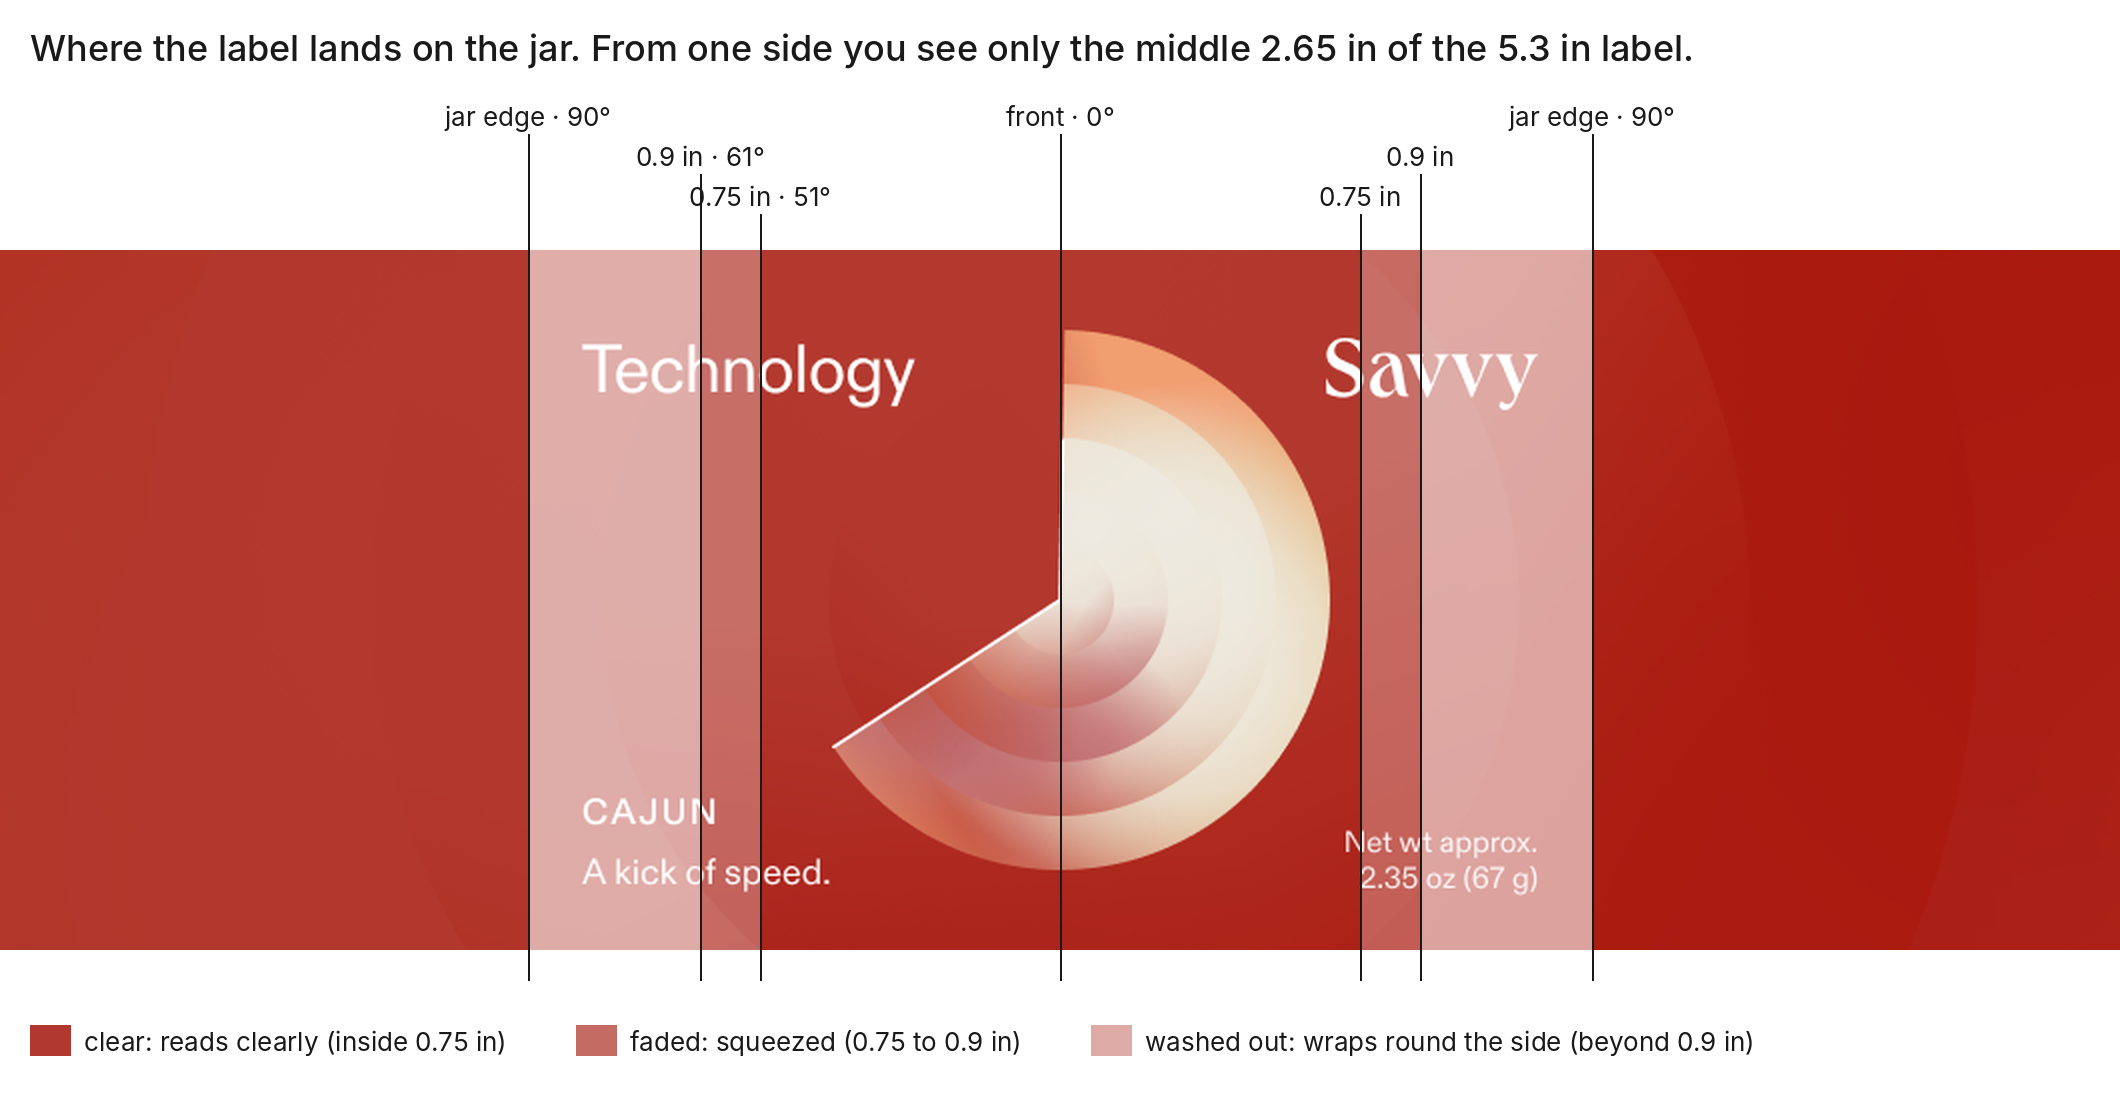 Where the label lands on the jar. From one side you see only the middle 2.65 in of the 5.3 in label.
jar edge · 90°
front · 0°
jar edge · 90°
0.9 in · 61°
0.9 in
0.75 in · 51°
0.75 in
Technology
Savvy
CAJUN
A kick of speed.
Net wt approx.
2.35 oz (67 g)
clear: reads clearly (inside 0.75 in)
faded: squeezed (0.75 to 0.9 in)
washed out: wraps round the side (beyond 0.9 in)